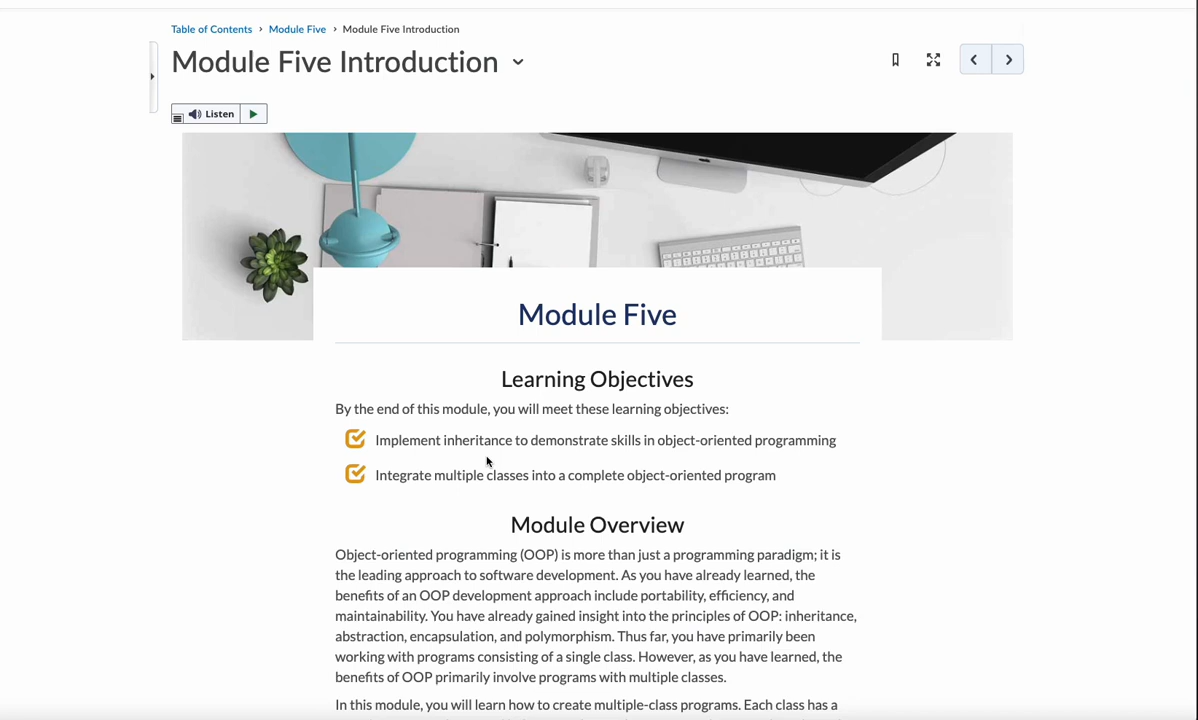 Table of Contents › Module Five › Module Five Introduction
Module Five Introduction
Listen
Module Five
Learning Objectives
By the end of this module, you will meet these learning objectives:
Implement inheritance to demonstrate skills in object-oriented programming
Integrate multiple classes into a complete object-oriented program
Module Overview
Object-oriented programming (OOP) is more than just a programming paradigm; it is
the leading approach to software development. As you have already learned, the
benefits of an OOP development approach include portability, efficiency, and
maintainability. You have already gained insight into the principles of OOP: inheritance,
abstraction, encapsulation, and polymorphism. Thus far, you have primarily been
working with programs consisting of a single class. However, as you have learned, the
benefits of OOP primarily involve programs with multiple classes.
In this module, you will learn how to create multiple-class programs. Each class has a